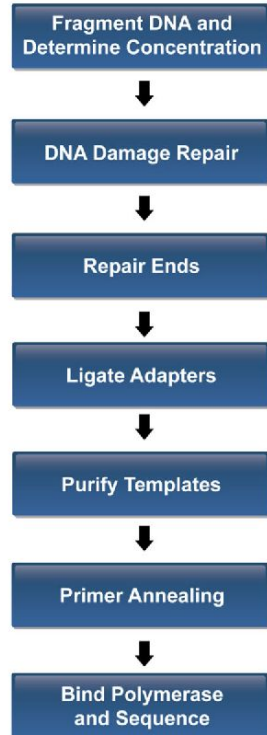 Fragment DNA and
Determine Concentration
DNA Damage Repair
Repair Ends
Ligate Adapters
Purify Templates
Primer Annealing
Bind Polymerase
and Sequence